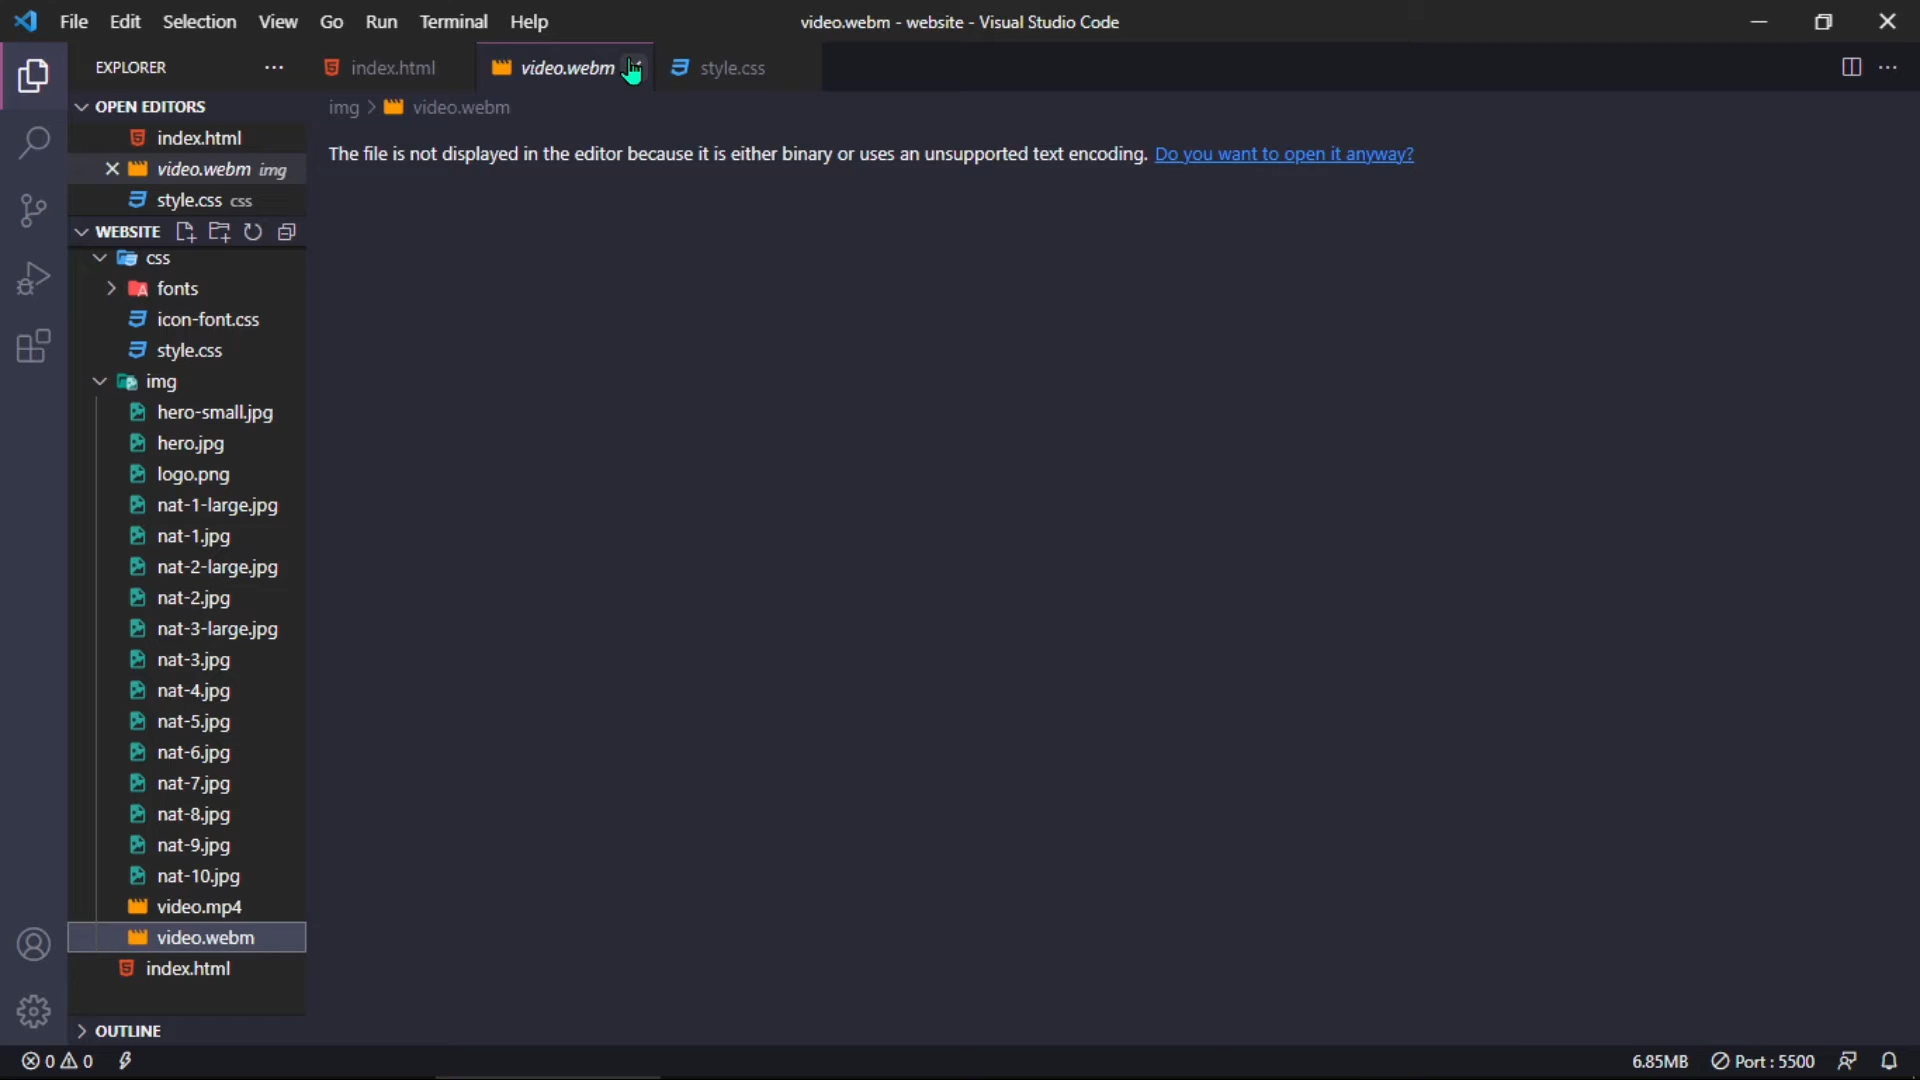 File Edit Selection View Go Run Terminal Help video.webm - website - Visual Studio Code
EXPLORER
index.html video.webm style.css
OPEN EDITORS
index.html
video.webm img
style.css css
WEBSITE
css
fonts
icon-font.css
style.css
img
hero-small.jpg
hero.jpg
logo.png
nat-1-large.jpg
nat-1.jpg
nat-2-large.jpg
nat-2.jpg
nat-3-large.jpg
nat-3.jpg
nat-4.jpg
nat-5.jpg
nat-6.jpg
nat-7.jpg
nat-8.jpg
nat-9.jpg
nat-10.jpg
video.mp4
video.webm
index.html
OUTLINE
img > video.webm
The file is not displayed in the editor because it is either binary or uses an unsupported text encoding. Do you want to open it anyway?
0 0 6.85MB Port : 5500